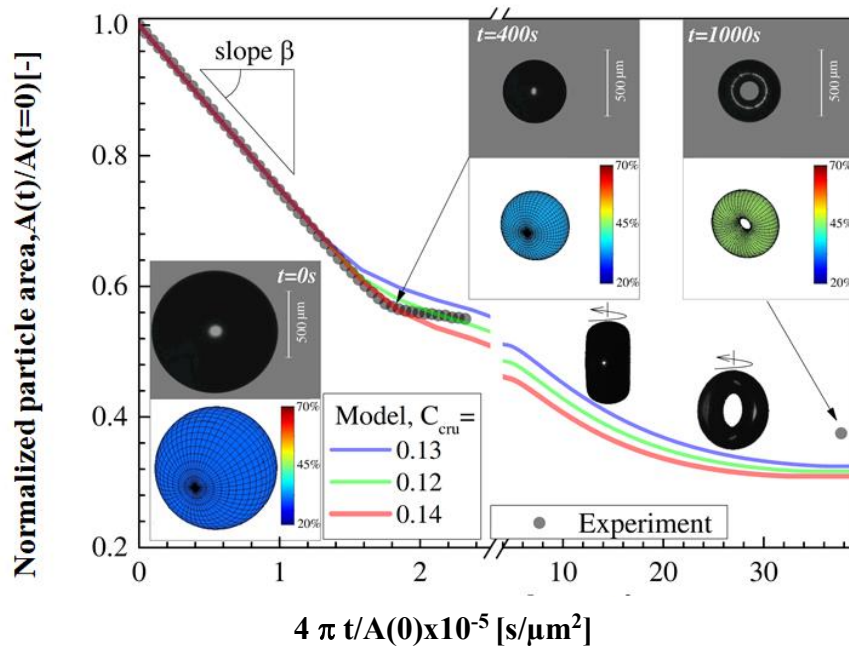 Normalized particle area,A(t)/A(t=0)[-]
1.0
0.8
0.6
0.4
0.2
slope β
t=400s
500 µm
70%
45%
20%
t=1000s
500 µm
70%
45%
20%
t=0s
500 µm
70%
45%
20%
Model, C_cru=
0.13
0.12
0.14
Experiment
0 1 2 10 20 30
4 π t/A(0)x10⁻⁵ [s/µm²]